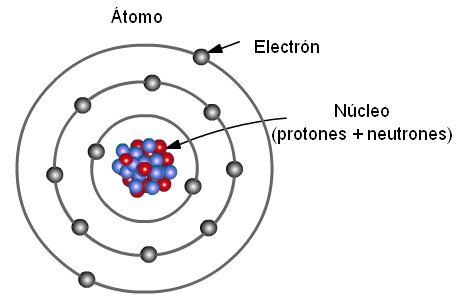 Átomo
Electrón
Núcleo
(protones + neutrones)